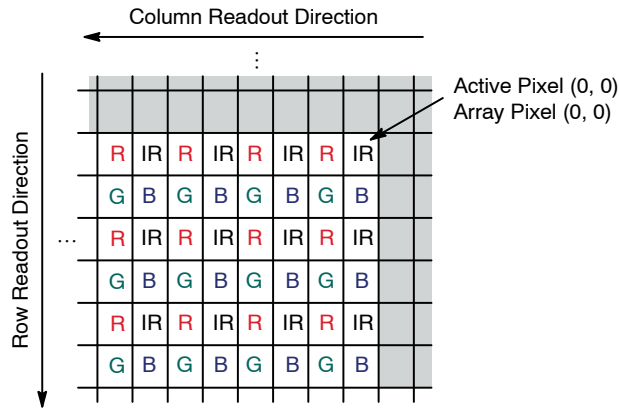 Column Readout Direction
⋮
Active Pixel (0, 0)
Array Pixel (0, 0)
Row Readout Direction
R IR R IR R IR R IR
G B G B G B G B
... R IR R IR R IR R IR
G B G B G B G B
R IR R IR R IR R IR
G B G B G B G B